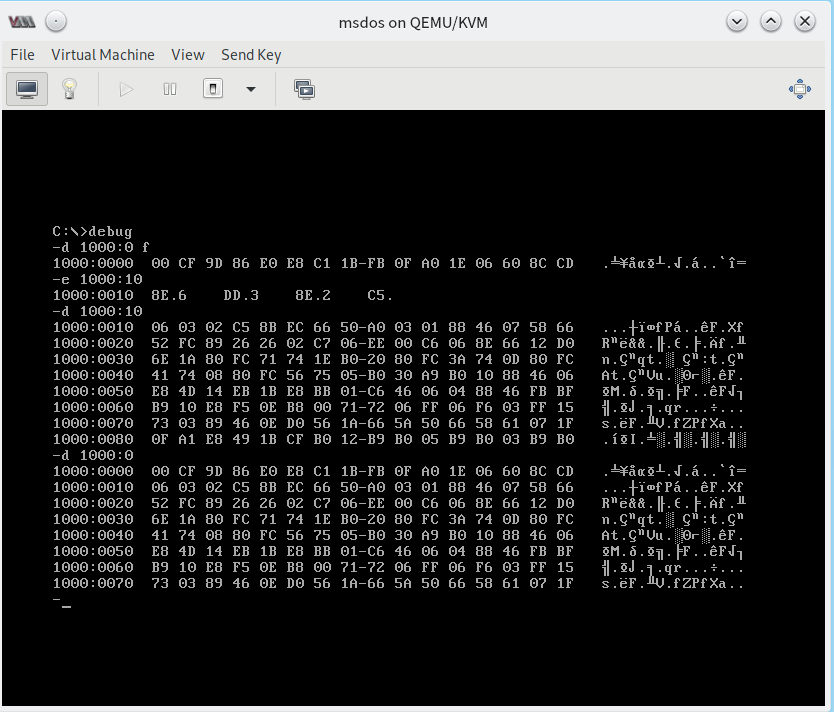 msdos on QEMU/KVM
File Virtual Machine View Send Key
C:\>debug
-d 1000:0 f
1000:0000  00 CF 9D 86 E0 E8 C1 1B-FB 0F A0 1E 06 60 8C CD   .╧¥åαΦ┴.√.á..`î═
-e 1000:10
1000:0010  8E.6    DD.3    8E.2    C5.
-d 1000:10
1000:0010  06 03 02 C5 8B EC 66 50-A0 03 01 88 46 07 58 66   ...┼ï∞fPá..êF.Xf
1000:0020  52 FC 89 26 26 02 C7 06-EE 00 C6 06 8E 66 12 D0   Rⁿë&&.╟.ε.╞.Äf.╨
1000:0030  6E 1A 80 FC 71 74 1E B0-20 80 FC 3A 74 0D 80 FC   n.Çⁿqt.░ Çⁿ:t.Çⁿ
1000:0040  41 74 08 80 FC 56 75 05-B0 30 A9 B0 10 88 46 06   At.ÇⁿVu.░0⌐░.êF.
1000:0050  E8 4D 14 EB 1B E8 BB 01-C6 46 06 04 88 46 FB BF   ΦM.δ.Φ╗.╞F..êF√┐
1000:0060  B9 10 E8 F5 0E B8 00 71-72 06 FF 06 F6 03 FF 15   ╣.Φ⌡.╕.qr...÷...
1000:0070  73 03 89 46 0E D0 56 1A-66 5A 50 66 58 61 07 1F   s.ëF.╨V.fZPfXa..
1000:0080  0F A1 E8 49 1B CF B0 12-B9 B0 05 B9 B0 03 B9 B0   .íΦI.╧░.╣░.╣░.╣░
-d 1000:0
1000:0000  00 CF 9D 86 E0 E8 C1 1B-FB 0F A0 1E 06 60 8C CD   .╧¥åαΦ┴.√.á..`î═
1000:0010  06 03 02 C5 8B EC 66 50-A0 03 01 88 46 07 58 66   ...┼ï∞fPá..êF.Xf
1000:0020  52 FC 89 26 26 02 C7 06-EE 00 C6 06 8E 66 12 D0   Rⁿë&&.╟.ε.╞.Äf.╨
1000:0030  6E 1A 80 FC 71 74 1E B0-20 80 FC 3A 74 0D 80 FC   n.Çⁿqt.░ Çⁿ:t.Çⁿ
1000:0040  41 74 08 80 FC 56 75 05-B0 30 A9 B0 10 88 46 06   At.ÇⁿVu.░0⌐░.êF.
1000:0050  E8 4D 14 EB 1B E8 BB 01-C6 46 06 04 88 46 FB BF   ΦM.δ.Φ╗.╞F..êF√┐
1000:0060  B9 10 E8 F5 0E B8 00 71-72 06 FF 06 F6 03 FF 15   ╣.Φ⌡.╕.qr...÷...
1000:0070  73 03 89 46 0E D0 56 1A-66 5A 50 66 58 61 07 1F   s.ëF.╨V.fZPfXa..
-_